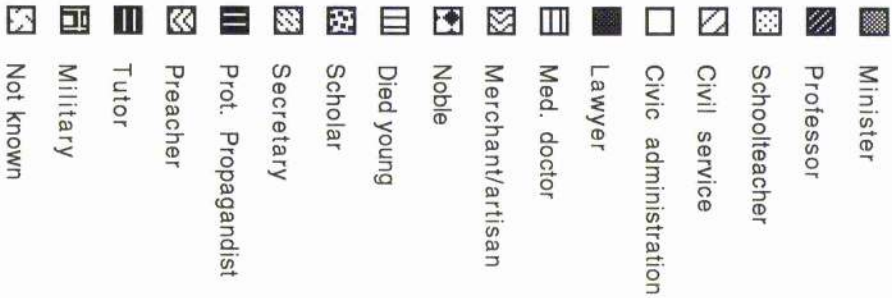 Minister
Professor
Schoolteacher
Civil service
Civic administration
Lawyer
Med. doctor
Merchant/artisan
Noble
Died young
Scholar
Secretary
Prot. Propagandist
Preacher
Tutor
Military
Not known